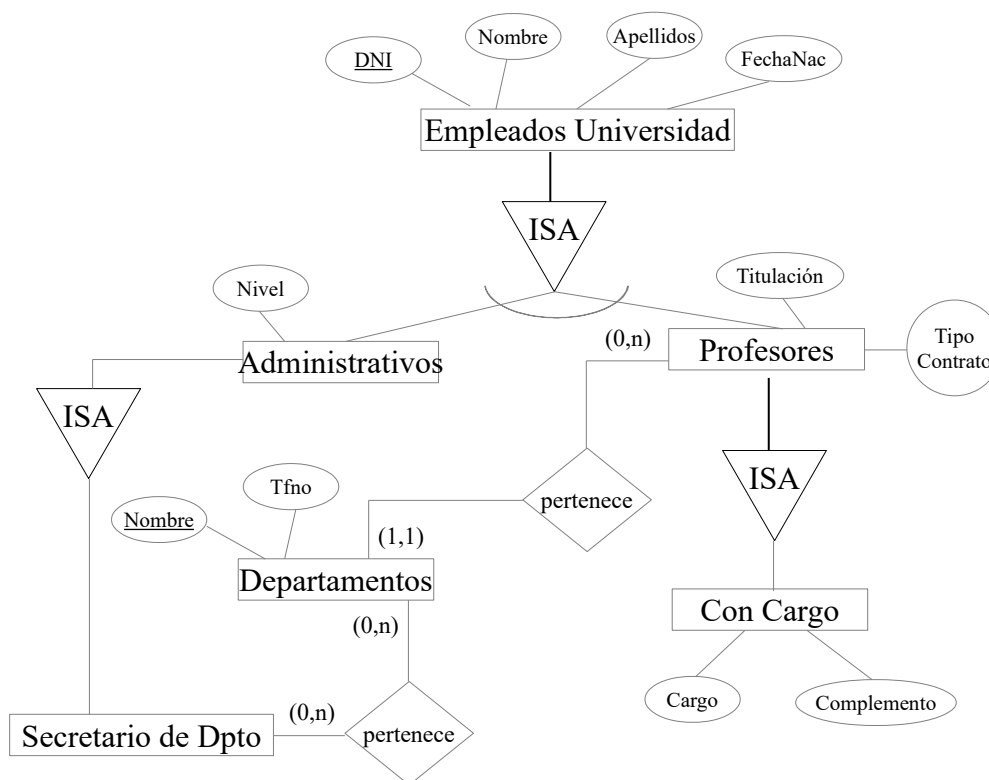 Nombre
Apellidos
DNI
FechaNac
Empleados Universidad
ISA
Titulación
Nivel
(0,n)
Profesores
Tipo
Contrato
Administrativos
ISA
ISA
Tfno
pertenece
Nombre
(1,1)
Departamentos
Con Cargo
(0,n)
Cargo
Complemento
(0,n)
Secretario de Dpto
pertenece